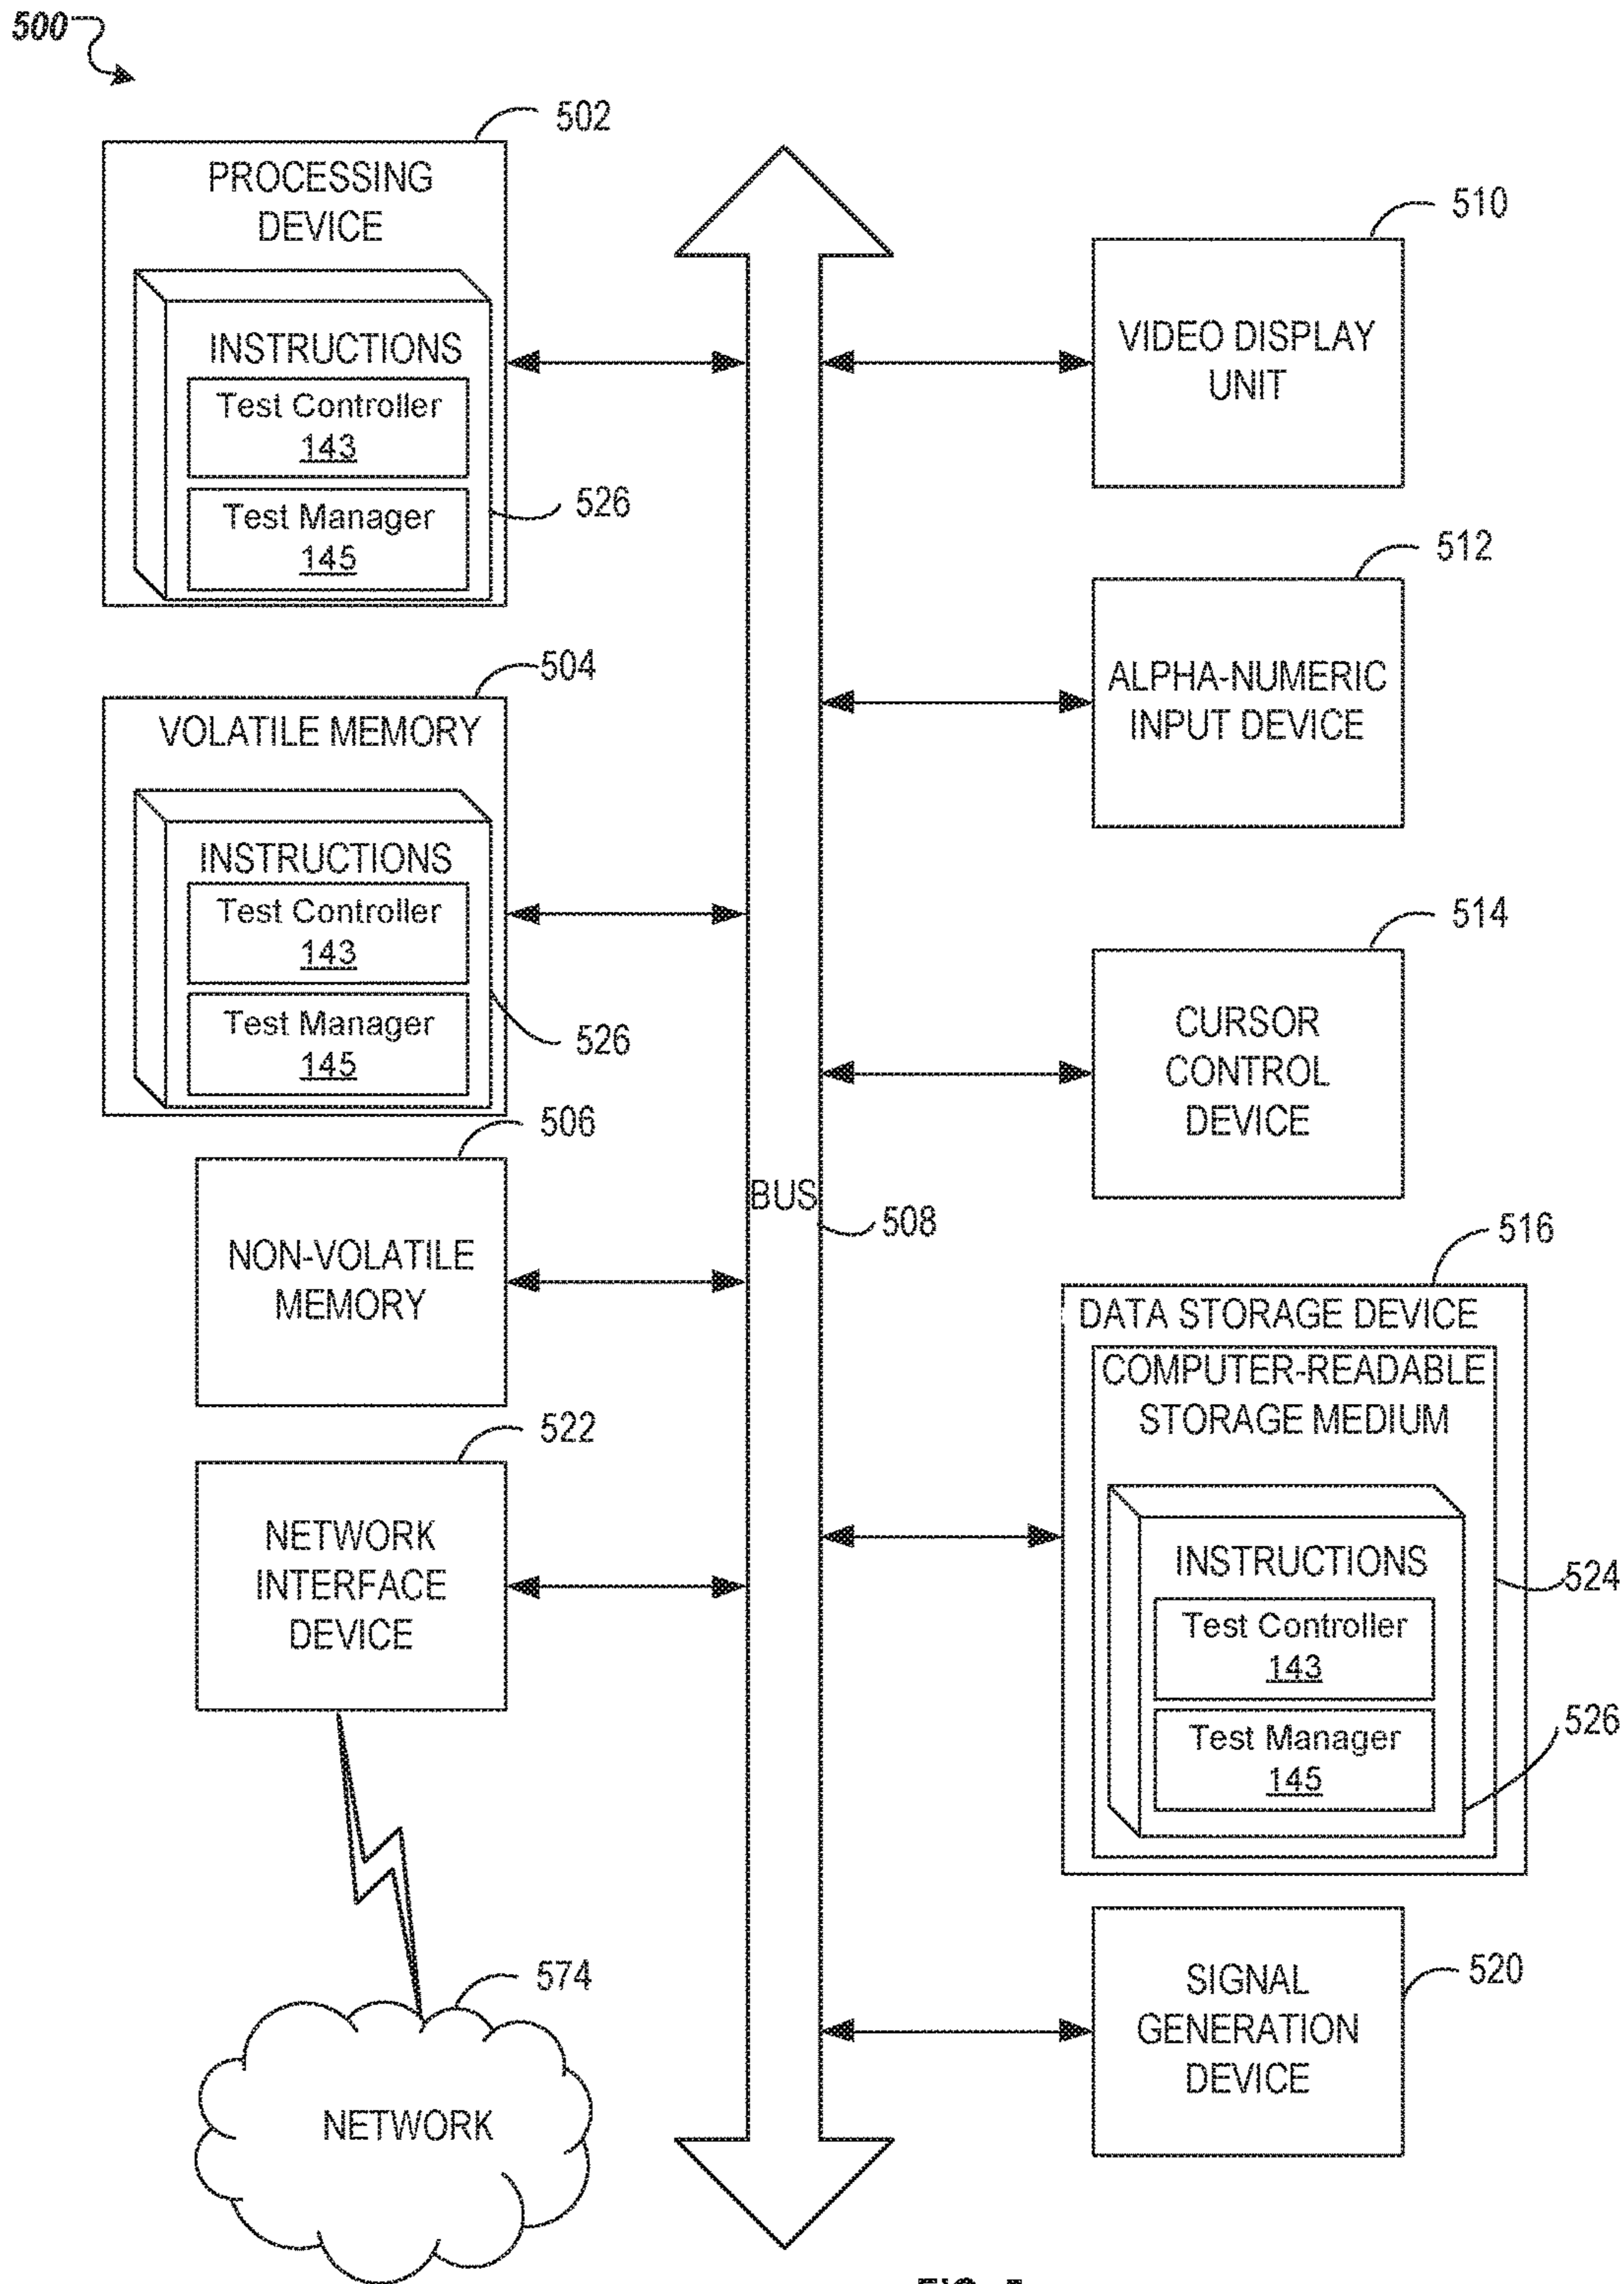 500
502
PROCESSING
DEVICE
INSTRUCTIONS
Test Controller
143
Test Manager
145
526
504
VOLATILE MEMORY
INSTRUCTIONS
Test Controller
143
Test Manager
145
526
506
NON-VOLATILE
MEMORY
522
NETWORK
INTERFACE
DEVICE
574
NETWORK
BUS
508
510
VIDEO DISPLAY
UNIT
512
ALPHA-NUMERIC
INPUT DEVICE
514
CURSOR
CONTROL
DEVICE
516
DATA STORAGE DEVICE
COMPUTER-READABLE
STORAGE MEDIUM
INSTRUCTIONS
524
Test Controller
143
Test Manager
145
526
520
SIGNAL
GENERATION
DEVICE